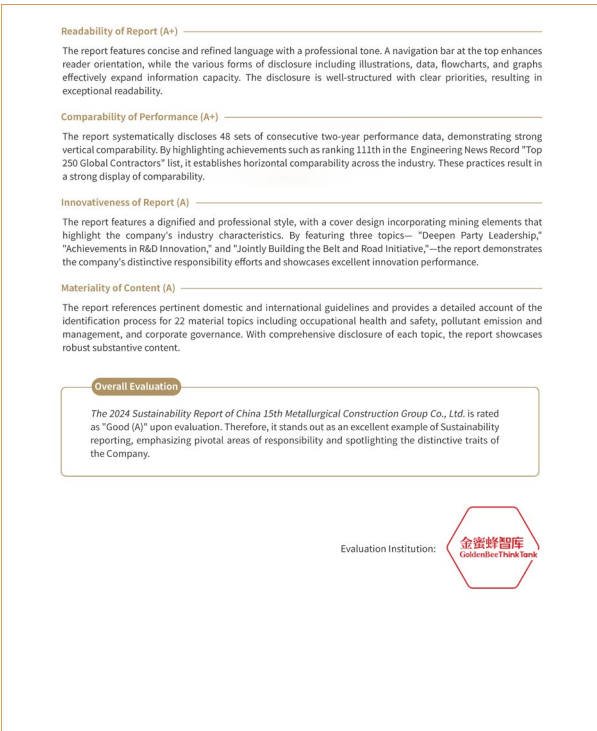 Readability of Report (A+)
The report features concise and refined language with a professional tone. A navigation bar at the top enhances
reader orientation, while the various forms of disclosure including illustrations, data, flowcharts, and graphs
effectively expand information capacity. The disclosure is well-structured with clear priorities, resulting in
exceptional readability.
Comparability of Performance (A+)
The report systematically discloses 48 sets of consecutive two-year performance data, demonstrating strong
vertical comparability. By highlighting achievements such as ranking 111th in the Engineering News Record "Top
250 Global Contractors" list, it establishes horizontal comparability across the industry. These practices result in
a strong display of comparability.
Innovativeness of Report (A)
The report features a dignified and professional style, with a cover design incorporating mining elements that
highlight the company's industry characteristics. By featuring three topics— "Deepen Party Leadership,"
"Achievements in R&D Innovation," and "Jointly Building the Belt and Road Initiative,"—the report demonstrates
the company's distinctive responsibility efforts and showcases excellent innovation performance.
Materiality of Content (A)
The report references pertinent domestic and international guidelines and provides a detailed account of the
identification process for 22 material topics including occupational health and safety, pollutant emission and
management, and corporate governance. With comprehensive disclosure of each topic, the report showcases
robust substantive content.
Overall Evaluation
The 2024 Sustainability Report of China 15th Metallurgical Construction Group Co., Ltd. is rated
as "Good (A)" upon evaluation. Therefore, it stands out as an excellent example of Sustainability
reporting, emphasizing pivotal areas of responsibility and spotlighting the distinctive traits of
the Company.
Evaluation Institution:
金蜜蜂智库
GoldenBeeThinkTank